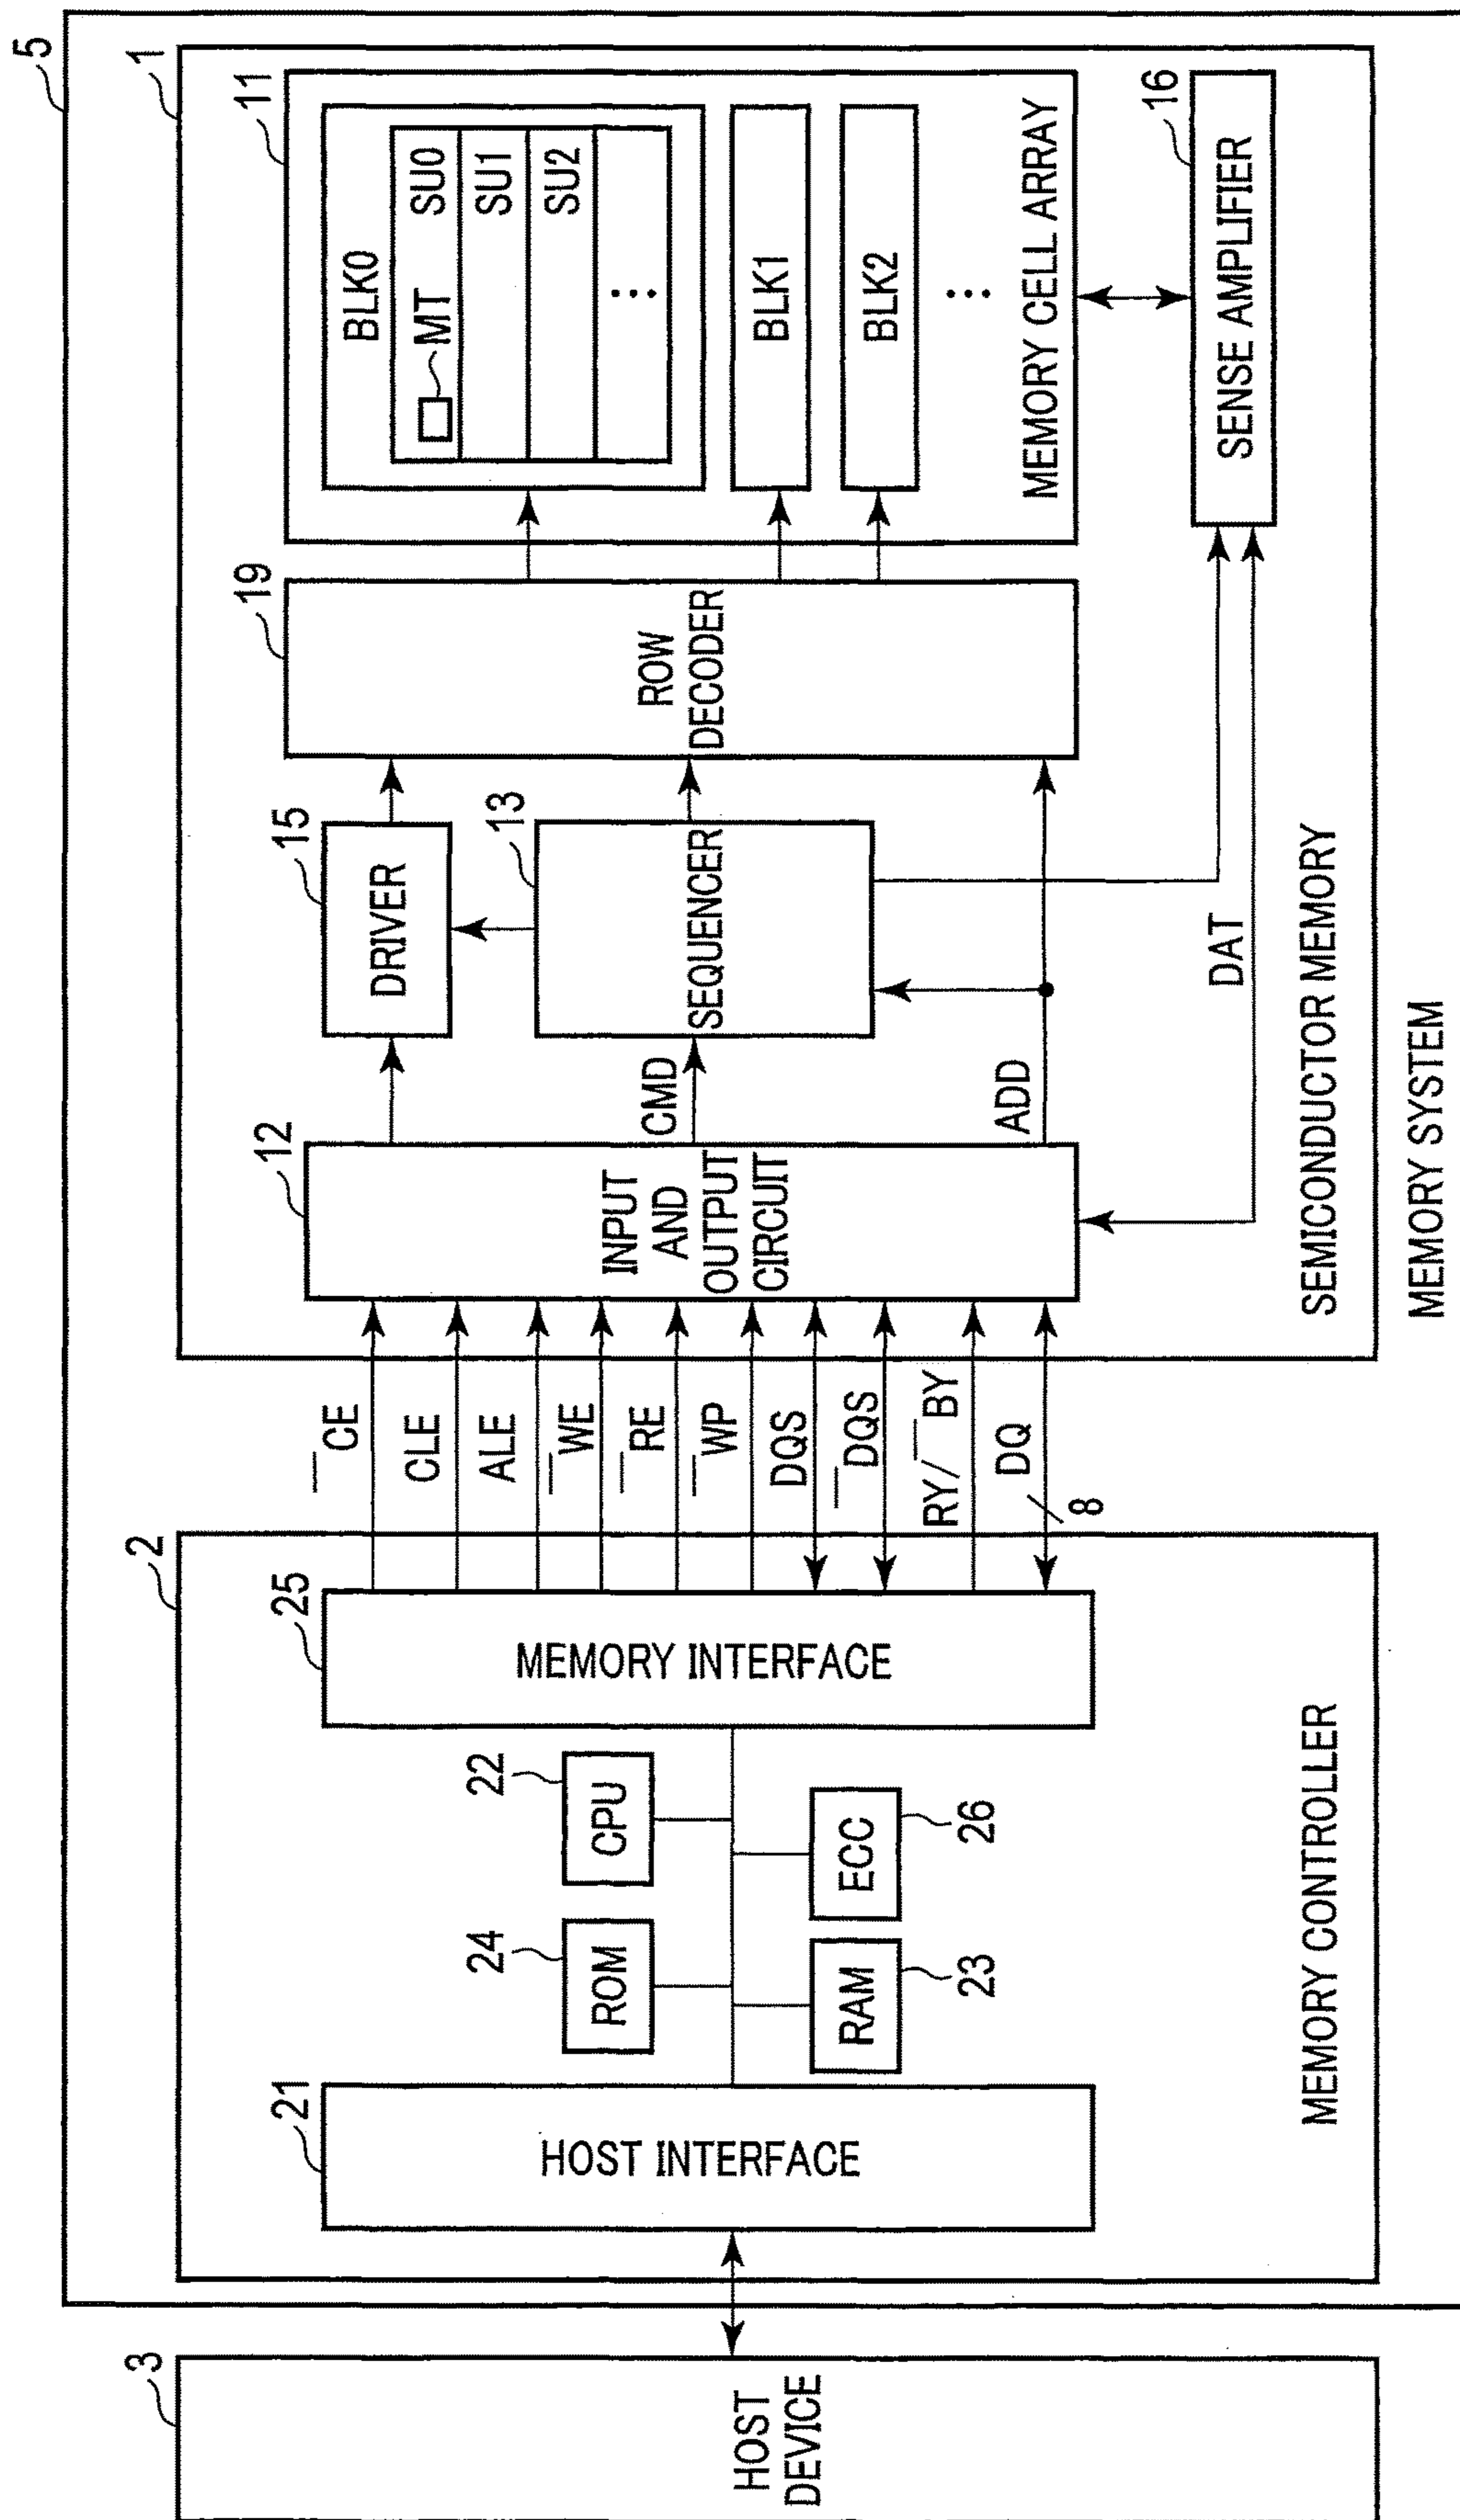 5
3
HOST
DEVICE
2
21
HOST INTERFACE
24
ROM
22
CPU
RAM
23
ECC
26
25
MEMORY INTERFACE
MEMORY CONTROLLER
‾CE
CLE
ALE
‾WE
‾RE
‾WP
DQS
‾DQS
RY/‾BY
DQ
8
1
12
INPUT
AND
OUTPUT
CIRCUIT
CMD
ADD
15
DRIVER
13
SEQUENCER
DAT
19
ROW
DECODER
11
BLK0
MT SU0
SU1
SU2
⋮
BLK1
BLK2
⋮
MEMORY CELL ARRAY
16
SENSE AMPLIFIER
SEMICONDUCTOR MEMORY
MEMORY SYSTEM